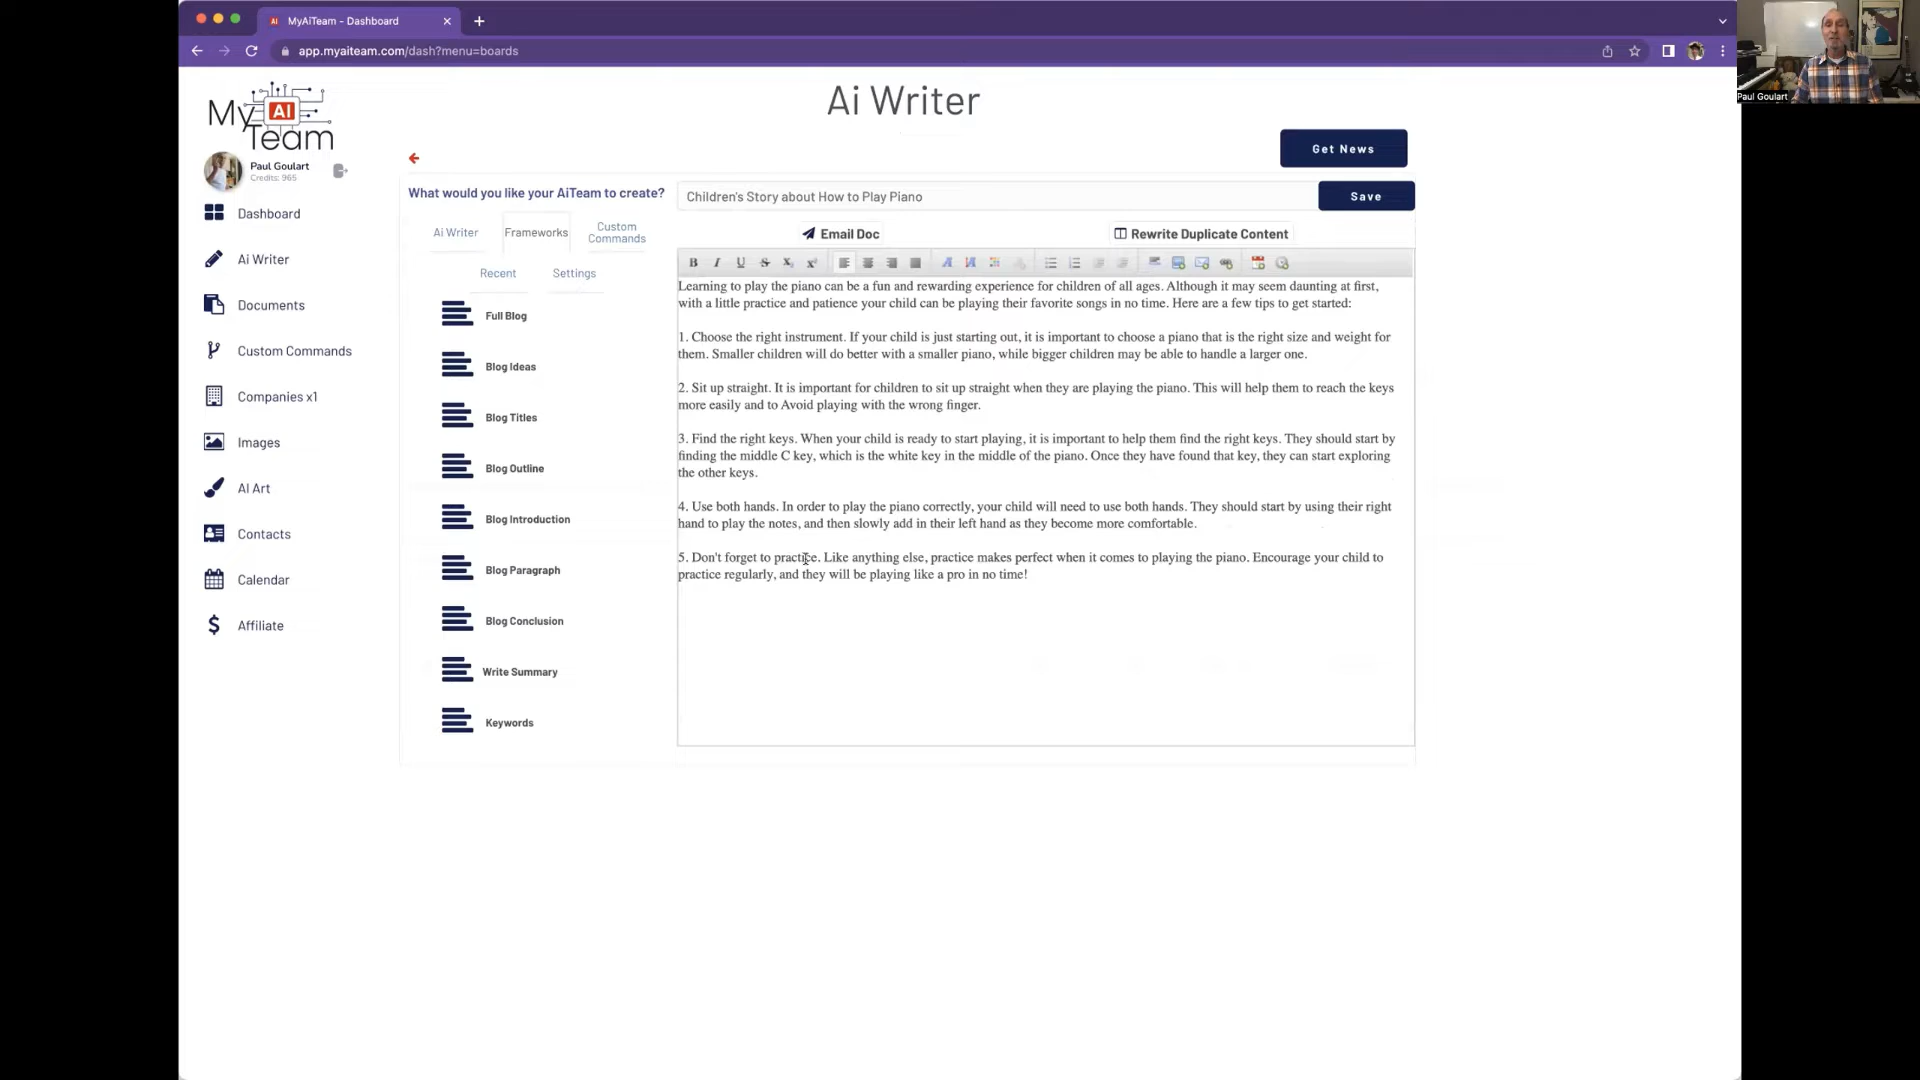 MyAiTeam - Dashboard
app.myaiteam.com/dash?menu=boards
Paul Goulart
My AI Team
Paul Goulart
Credits: 965
Dashboard
Ai Writer
Documents
Custom Commands
Companies x1
Images
AI Art
Contacts
Calendar
Affiliate
Ai Writer
Get News
What would you like your AiTeam to create?
Ai Writer
Frameworks
Custom
Commands
Recent
Settings
Full Blog
Blog Ideas
Blog Titles
Blog Outline
Blog Introduction
Blog Paragraph
Blog Conclusion
Write Summary
Keywords
Children's Story about How to Play Piano
Save
Email Doc
Rewrite Duplicate Content
Learning to play the piano can be a fun and rewarding experience for children of all ages. Although it may seem daunting at first,
with a little practice and patience your child can be playing their favorite songs in no time. Here are a few tips to get started:
1. Choose the right instrument. If your child is just starting out, it is important to choose a piano that is the right size and weight for
them. Smaller children will do better with a smaller piano, while bigger children may be able to handle a larger one.
2. Sit up straight. It is important for children to sit up straight when they are playing the piano. This will help them to reach the keys
more easily and to Avoid playing with the wrong finger.
3. Find the right keys. When your child is ready to start playing, it is important to help them find the right keys. They should start by
finding the middle C key, which is the white key in the middle of the piano. Once they have found that key, they can start exploring
the other keys.
4. Use both hands. In order to play the piano correctly, your child will need to use both hands. They should start by using their right
hand to play the notes, and then slowly add in their left hand as they become more comfortable.
5. Don't forget to practice. Like anything else, practice makes perfect when it comes to playing the piano. Encourage your child to
practice regularly, and they will be playing like a pro in no time!